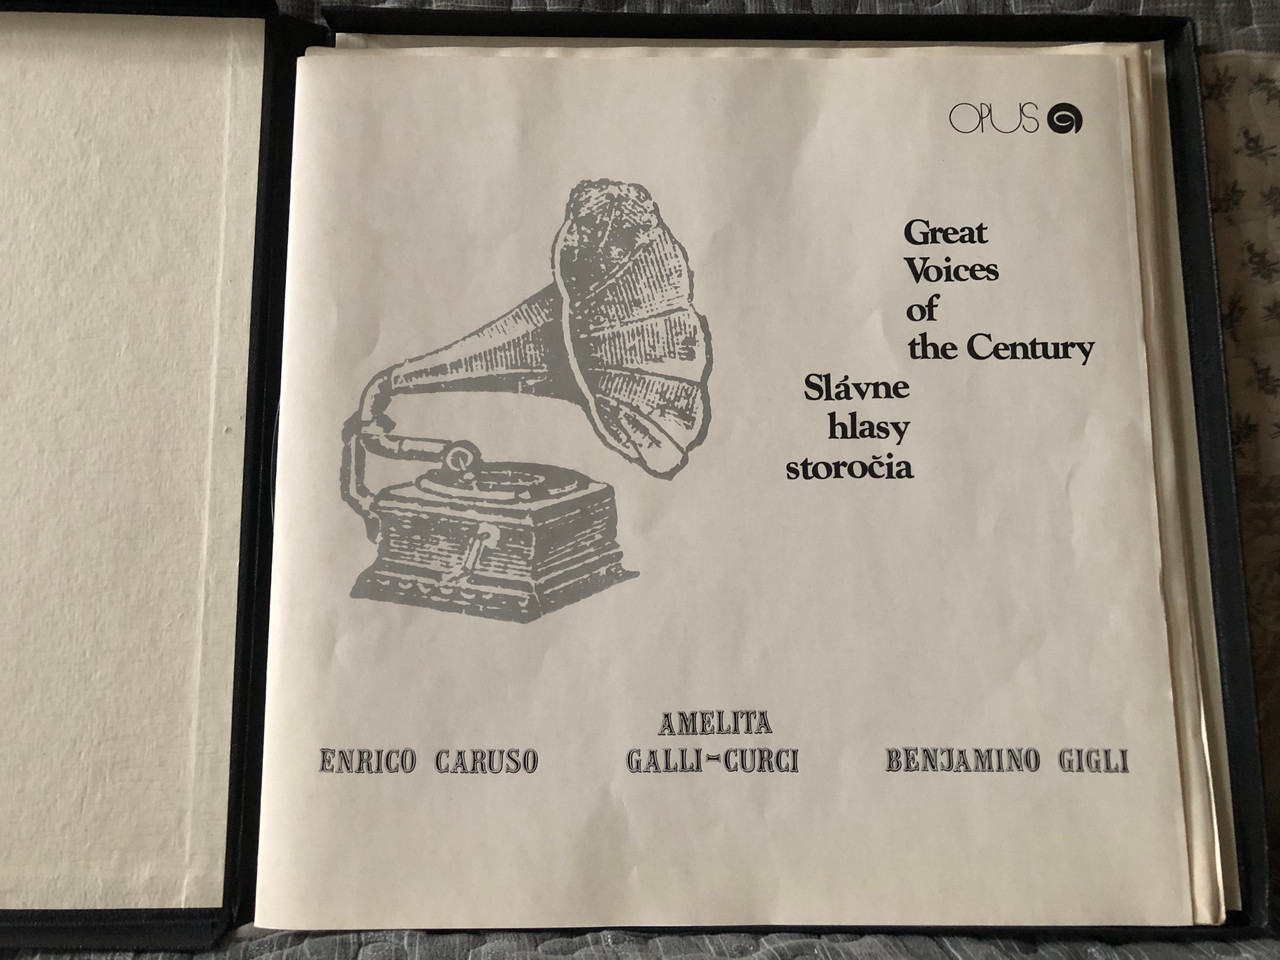 OPUS
Great
Voices
of
the Century
Slávne
hlasy
storočia
ENRICO CARUSO
AMELITA
GALLI-CURCI
BENJAMINO GIGLI